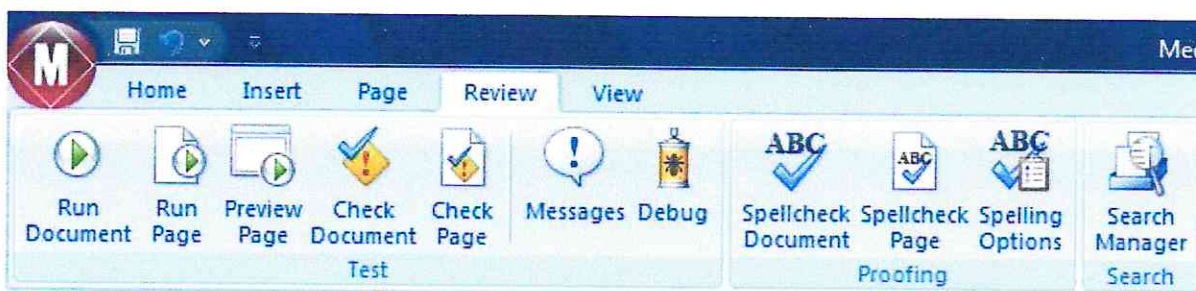 M
Mec
Home Insert Page Review View
ABC ABC ABC
Run Run Preview Check Check Messages Debug Spellcheck Spellcheck Spelling Search
Document Page Page Document Page Document Page Options Manager
Test Proofing Search